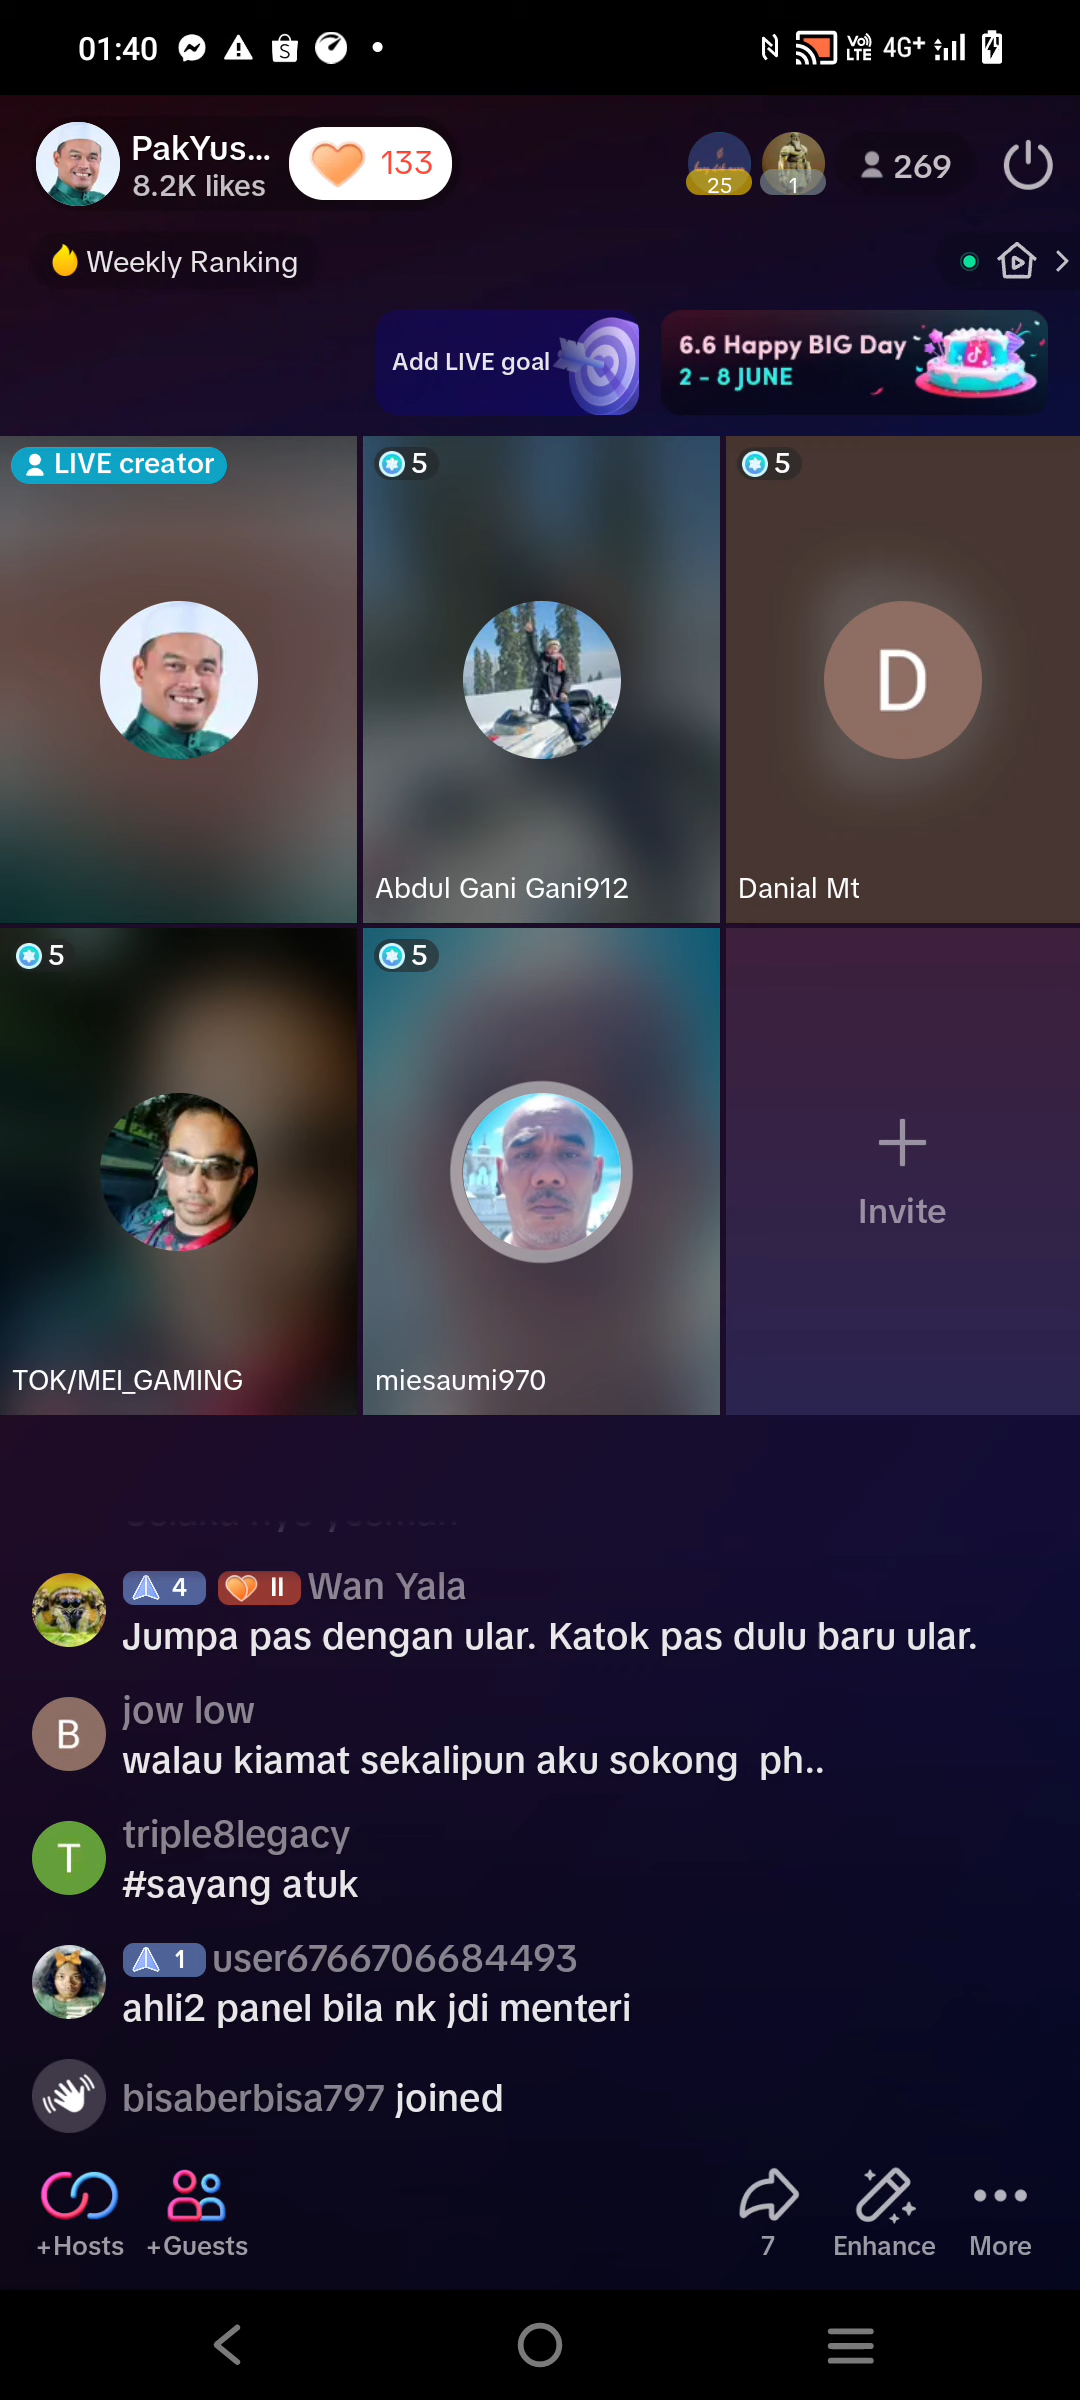 01:40
4G+
VoLTE
PakYus...
8.2K likes
133
25
1
269
Weekly Ranking
Add LIVE goal
6.6 Happy BIG Day
2 - 8 JUNE
LIVE creator
5
5
Abdul Gani Gani912
D
Danial Mt
5
5
TOK/MEI_GAMING
miesaumi970
Invite
4 II Wan Yala
Jumpa pas dengan ular. Katok pas dulu baru ular.
B
jow low
walau kiamat sekalipun aku sokong  ph..
T
triple8legacy
#sayang atuk
1 user6766706684493
ahli2 panel bila nk jdi menteri
bisaberbisa797 joined
+Hosts
+Guests
7
Enhance
More